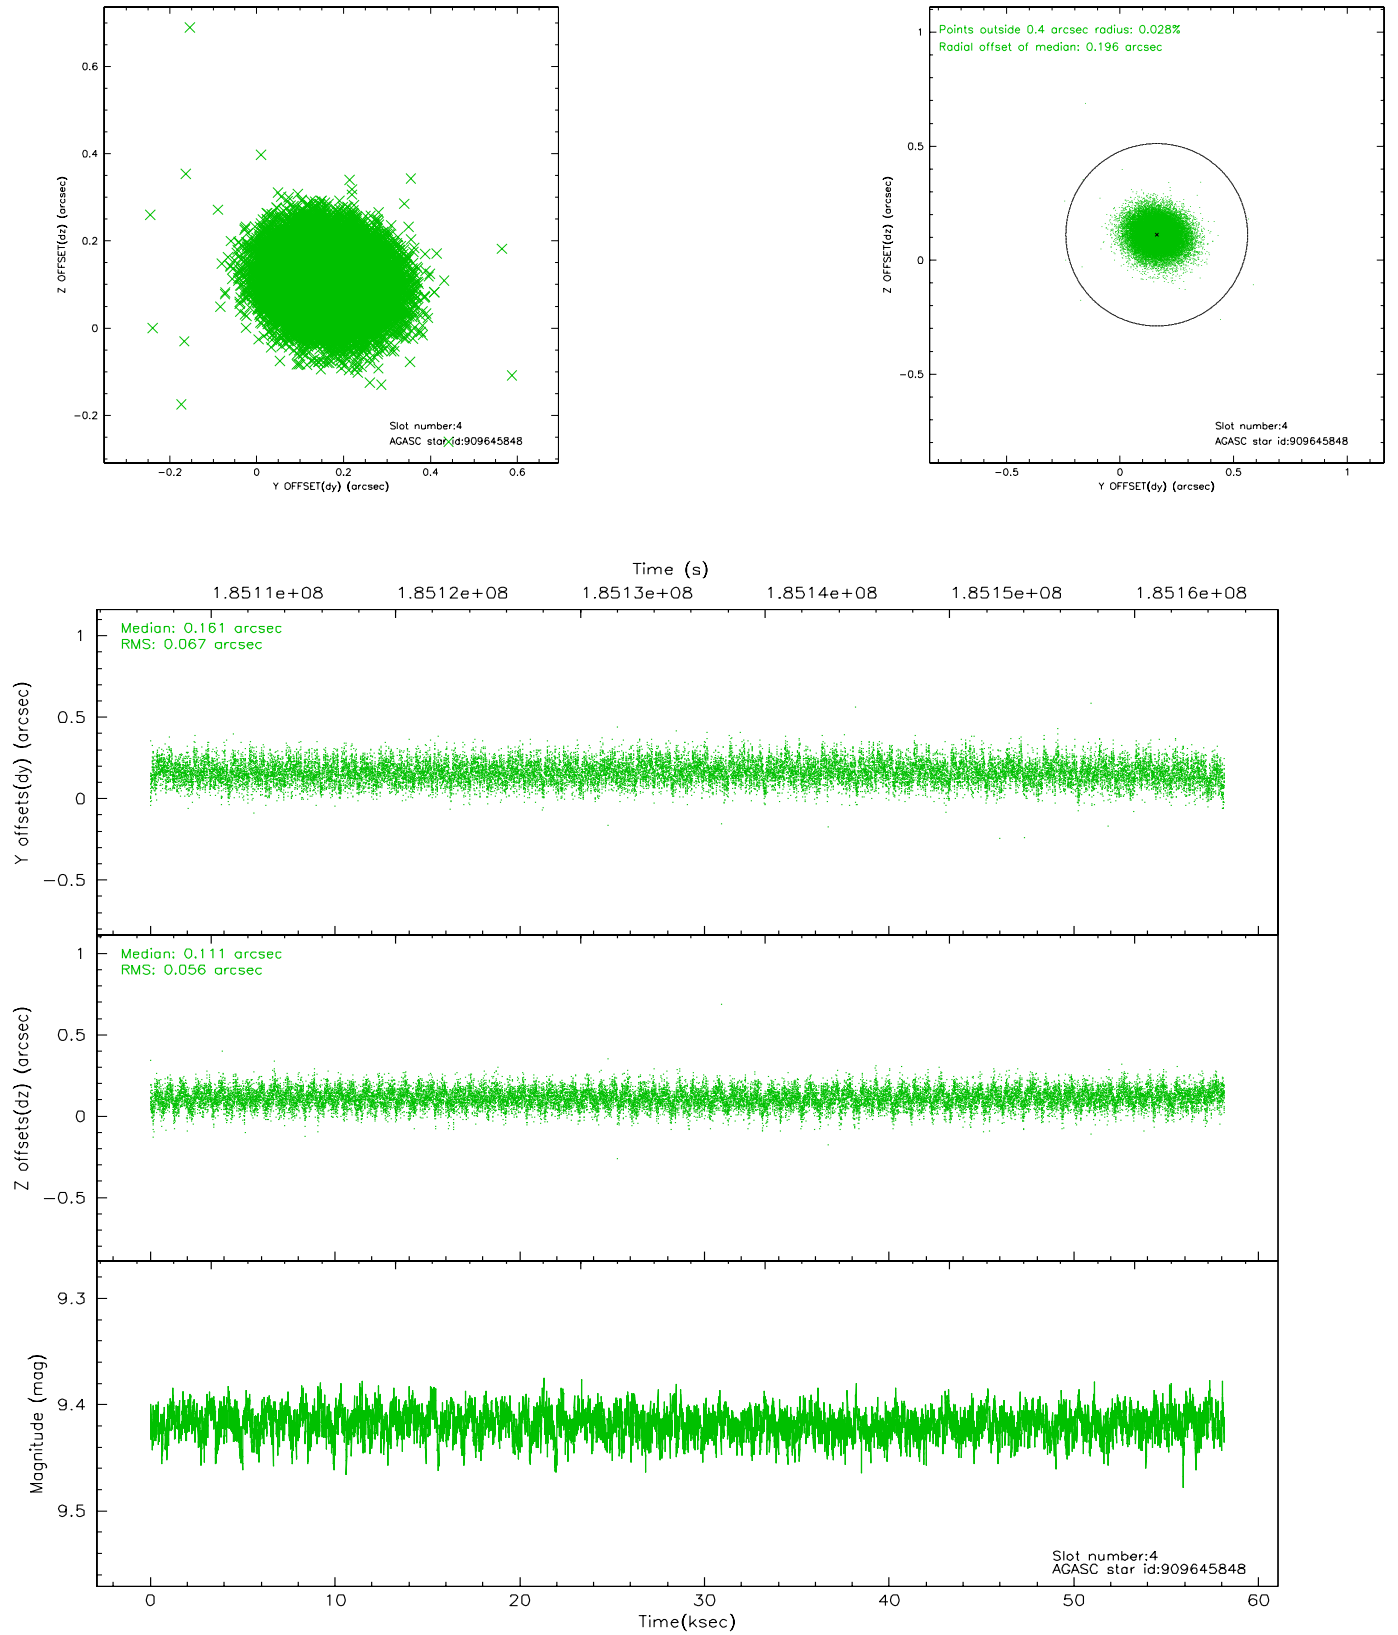 0.6
0.4
0.2
0
−0.2
Z OFFSET(dz) (arcsec)
Slot number:4
AGASC star id:909645848
−0.2 0 0.2 0.4 0.6
Y OFFSET(dy) (arcsec)
Points outside 0.4 arcsec radius: 0.028%
Radial offset of median: 0.196 arcsec
1
0.5
0
−0.5
Z OFFSET(dz) (arcsec)
Slot number:4
AGASC star id:909645848
−0.5 0 0.5 1
Y OFFSET(dy) (arcsec)
Time (s)
1.8511e+08 1.8512e+08 1.8513e+08 1.8514e+08 1.8515e+08 1.8516e+08
Median: 0.161 arcsec
RMS: 0.067 arcsec
1
0.5
0
−0.5
Y offsets(dy) (arcsec)
Median: 0.111 arcsec
RMS: 0.056 arcsec
1
0.5
0
−0.5
Z offsets(dz) (arcsec)
9.3
9.4
9.5
Magnitude (mag)
Slot number:4
AGASC star id:909645848
0 10 20 30 40 50 60
Time(ksec)